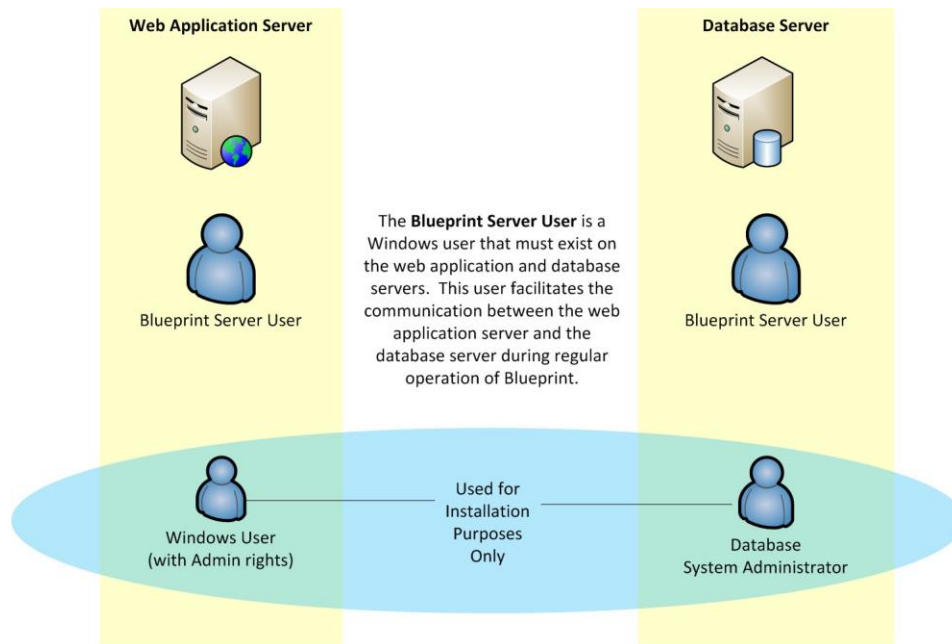 Web Application Server
Database Server
The Blueprint Server User is a
Windows user that must exist on
the web application and database
servers. This user facilitates the
communication between the web
application server and the
database server during regular
operation of Blueprint.
Blueprint Server User
Blueprint Server User
Used for
Installation
Purposes
Only
Windows User
(with Admin rights)
Database
System Administrator